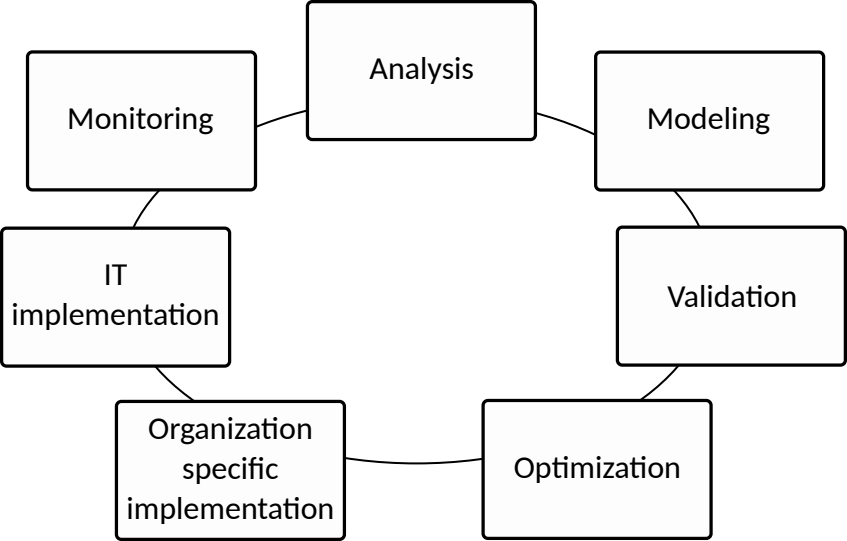 Analysis
Modeling
Validation
Optimization
Organization
specific
implementation
IT
implementation
Monitoring